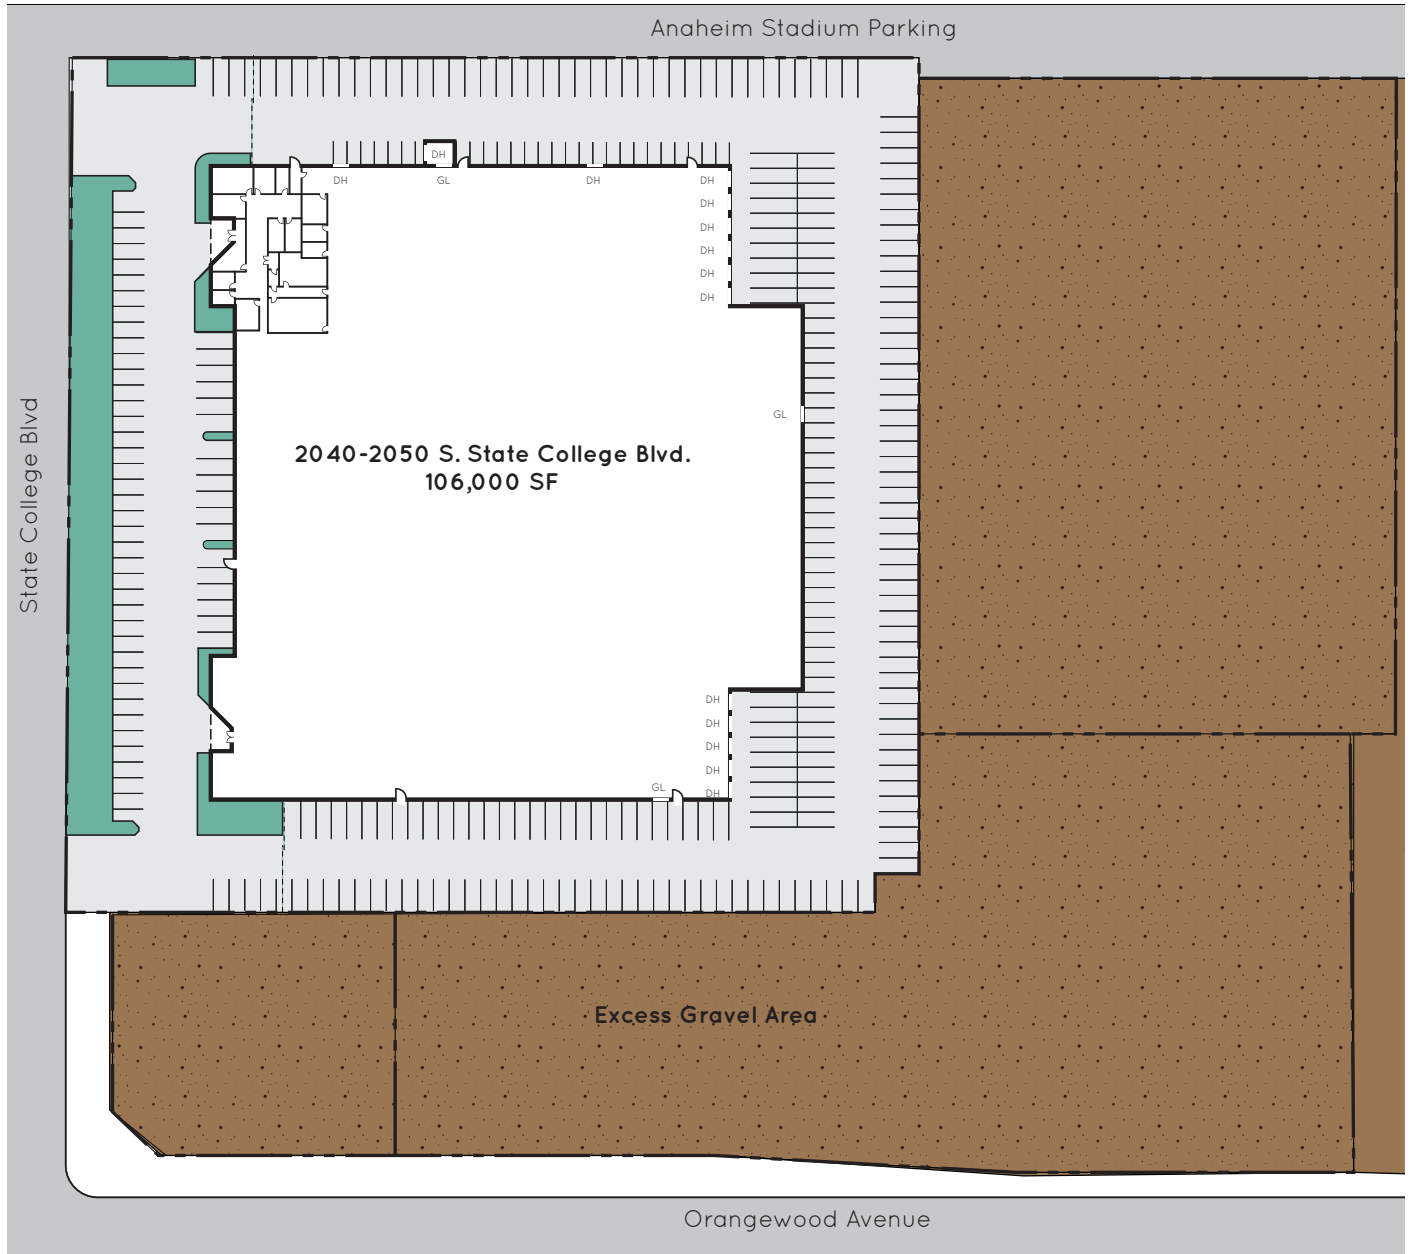 Anaheim Stadium Parking
DH
DH
GL
DH
DH
DH
DH
DH
DH
DH
GL
State College Blvd
2040-2050 S. State College Blvd.
106,000 SF
DH
DH
DH
DH
GL
DH
Excess Gravel Area
Orangewood Avenue